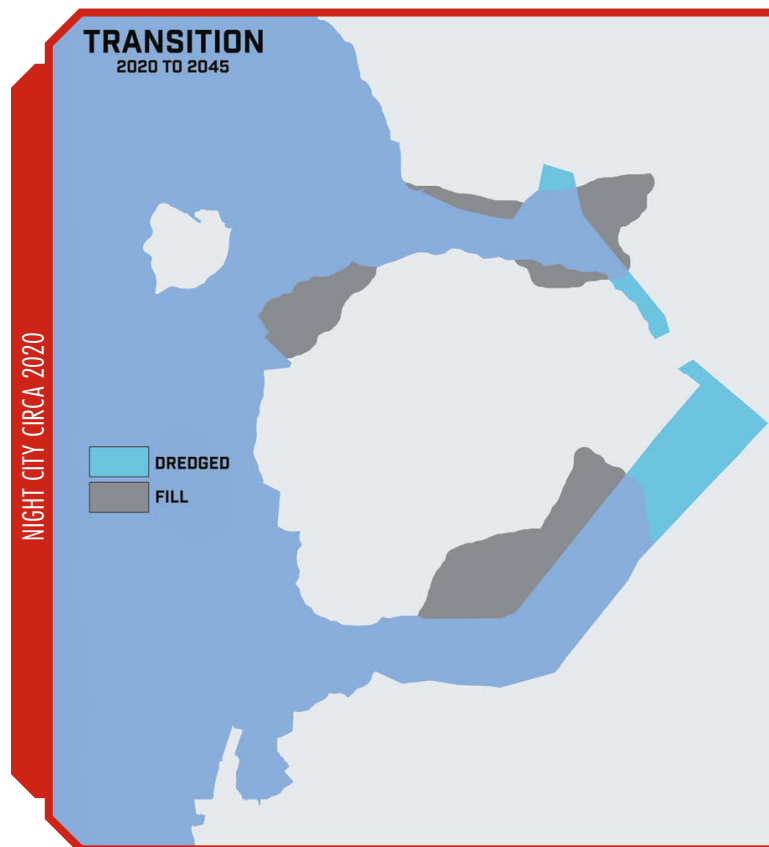 TRANSITION
2020 TO 2045
NIGHT CITY CIRCA 2020
DREDGED
FILL